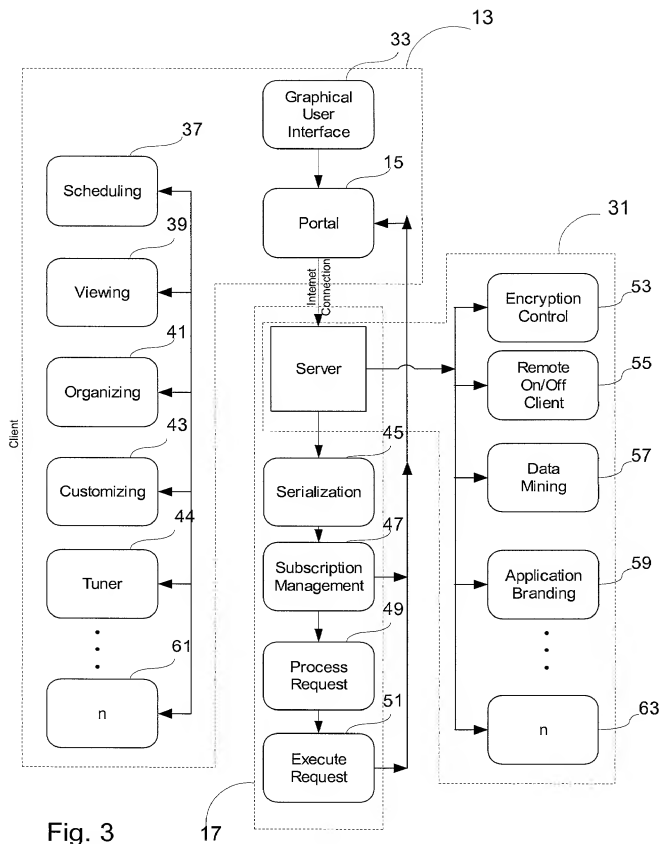 13
33
Graphical
User
Interface
37
Scheduling
15
Portal
31
39
Viewing
Internet
Connection
Encryption
Control
53
41
Organizing
Server
Remote
On/Off
Client
55
Client
43
Customizing
45
Serialization
Data
Mining
57
44
Tuner
47
Subscription
Management
Application
Branding
59
49
Process
Request
61
n
51
Execute
Request
n
63
Fig. 3
17